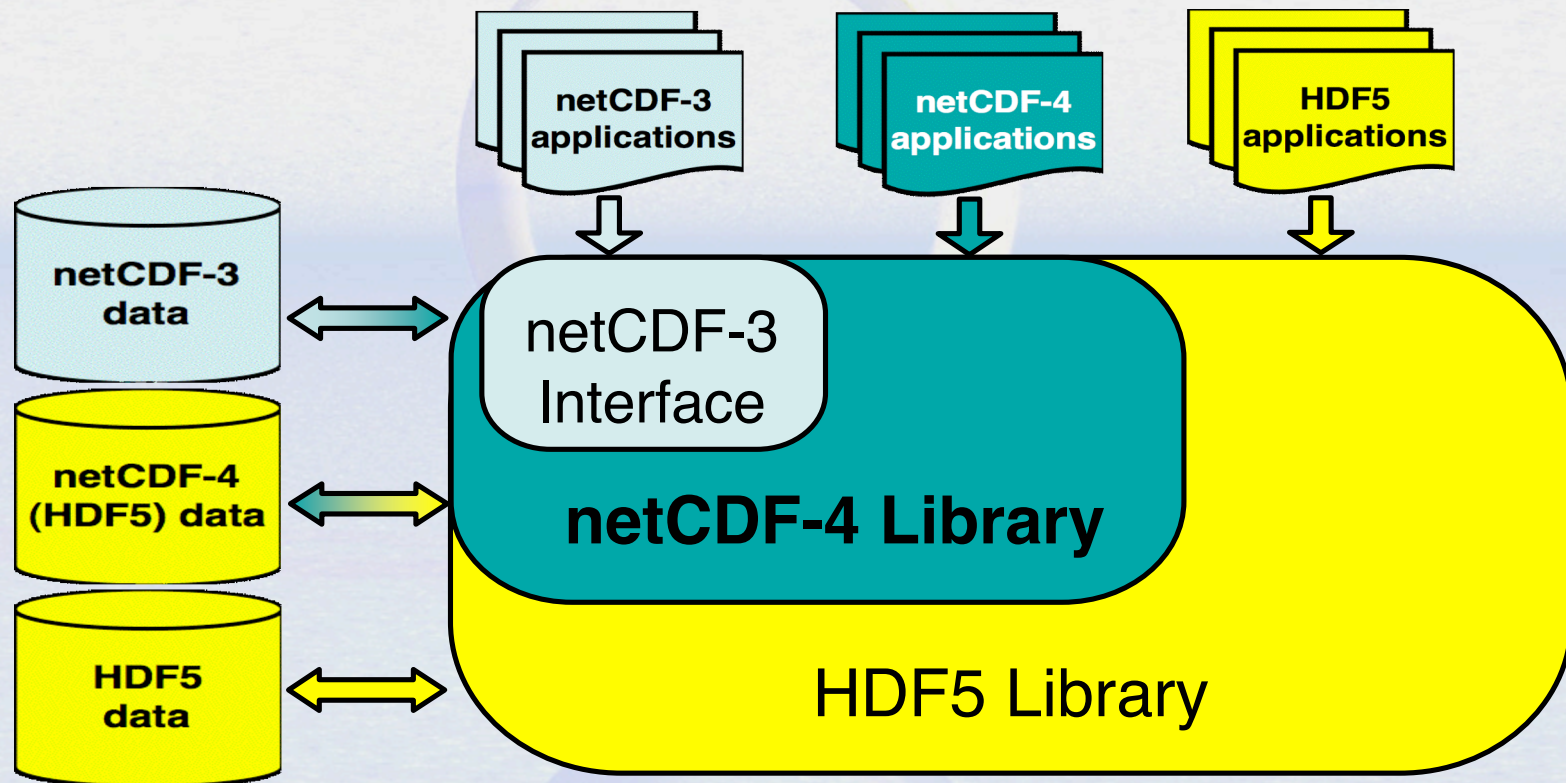 netCDF-3
applications
netCDF-4
applications
HDF5
applications
netCDF-3
data
netCDF-3
Interface
netCDF-4
(HDF5) data
netCDF-4 Library
HDF5
data
HDF5 Library